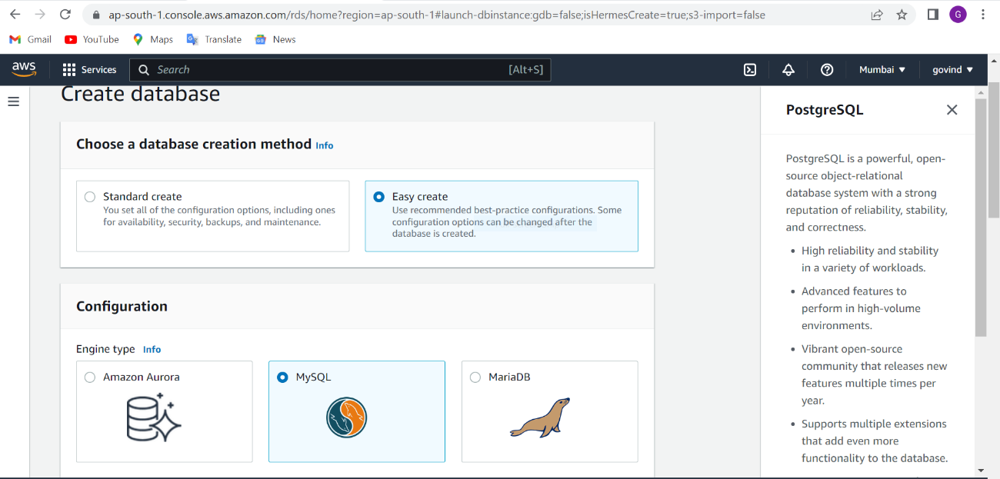 ap-south-1.console.aws.amazon.com/rds/home?region=ap-south-1#launch-dbinstance:gdb=false;isHermesCreate=true;s3-import=false
G
Gmail YouTube Maps Translate News
aws Services Search [Alt+S] Mumbai ▼ govind ▼
Create database
Choose a database creation method Info
Standard create
You set all of the configuration options, including ones
for availability, security, backups, and maintenance.
Easy create
Use recommended best-practice configurations. Some
configuration options can be changed after the
database is created.
Configuration
Engine type Info
Amazon Aurora
MySQL
MariaDB
PostgreSQL
PostgreSQL is a powerful, open-
source object-relational
database system with a strong
reputation of reliability, stability,
and correctness.
• High reliability and stability
in a variety of workloads.
• Advanced features to
perform in high-volume
environments.
• Vibrant open-source
community that releases new
features multiple times per
year.
• Supports multiple extensions
that add even more
functionality to the database.